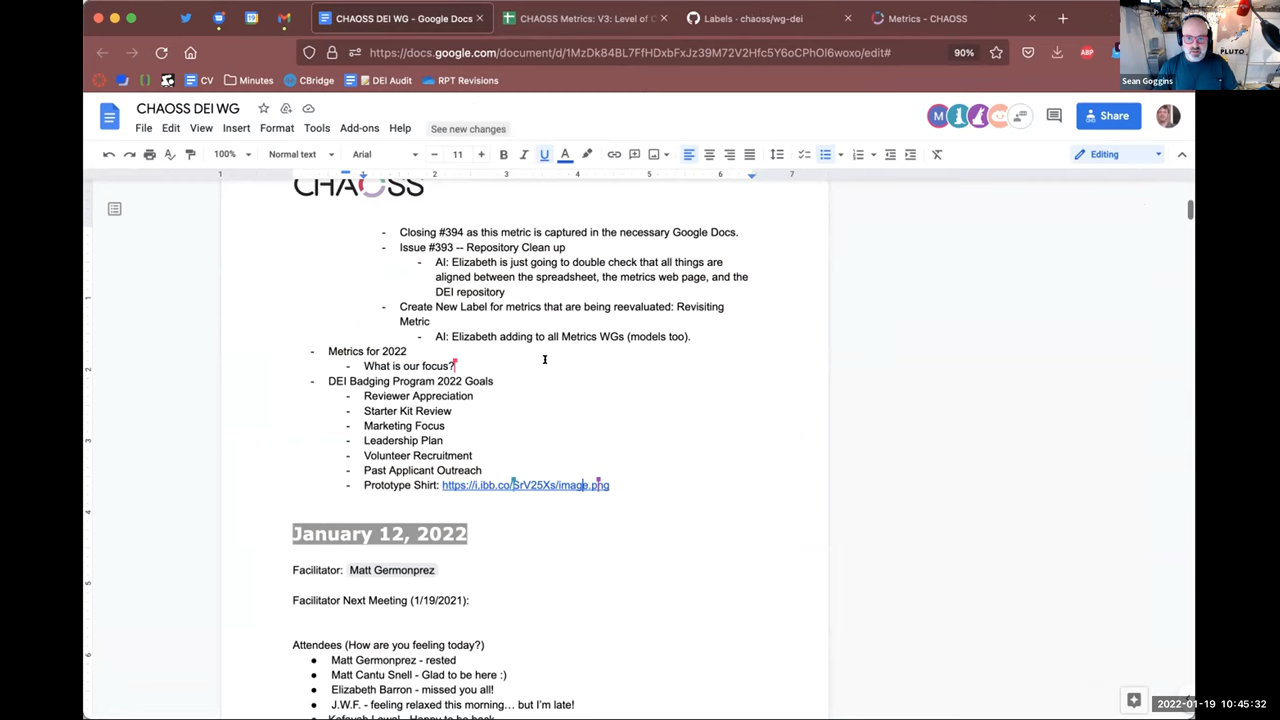 CHAOSS DEI WG - Google Docs
CHAOSS Metrics: V3: Level of C
Labels · chaoss/wg-dei
Metrics - CHAOSS
https://docs.google.com/document/d/1MzDk84BL7FfHDxbFxJz39M72V2Hfc5Y6oCPhOl6woxo/edit#
90%
ABP
CV
Minutes
CBridge
DEI Audit
RPT Revisions
PLUTO
Sean Goggins
CHAOSS DEI WG
File Edit View Insert Format Tools Add-ons Help See new changes
Share
100% Normal text Arial 11 Editing
1 1 2 3 4 5 6 7
CHAOSS
- Closing #394 as this metric is captured in the necessary Google Docs.
- Issue #393 -- Repository Clean up
- AI: Elizabeth is just going to double check that all things are
aligned between the spreadsheet, the metrics web page, and the
DEI repository
- Create New Label for metrics that are being reevaluated: Revisiting
Metric
- AI: Elizabeth adding to all Metrics WGs (models too).
- Metrics for 2022
- What is our focus?
- DEI Badging Program 2022 Goals
- Reviewer Appreciation
- Starter Kit Review
- Marketing Focus
- Leadership Plan
- Volunteer Recruitment
- Past Applicant Outreach
- Prototype Shirt: https://i.ibb.co/SrV25Xs/image.png
January 12, 2022
Facilitator: Matt Germonprez
Facilitator Next Meeting (1/19/2021):
Attendees (How are you feeling today?)
● Matt Germonprez - rested
● Matt Cantu Snell - Glad to be here :)
● Elizabeth Barron - missed you all!
● J.W.F. - feeling relaxed this morning… but I'm late!
2022-01-19 10:45:32